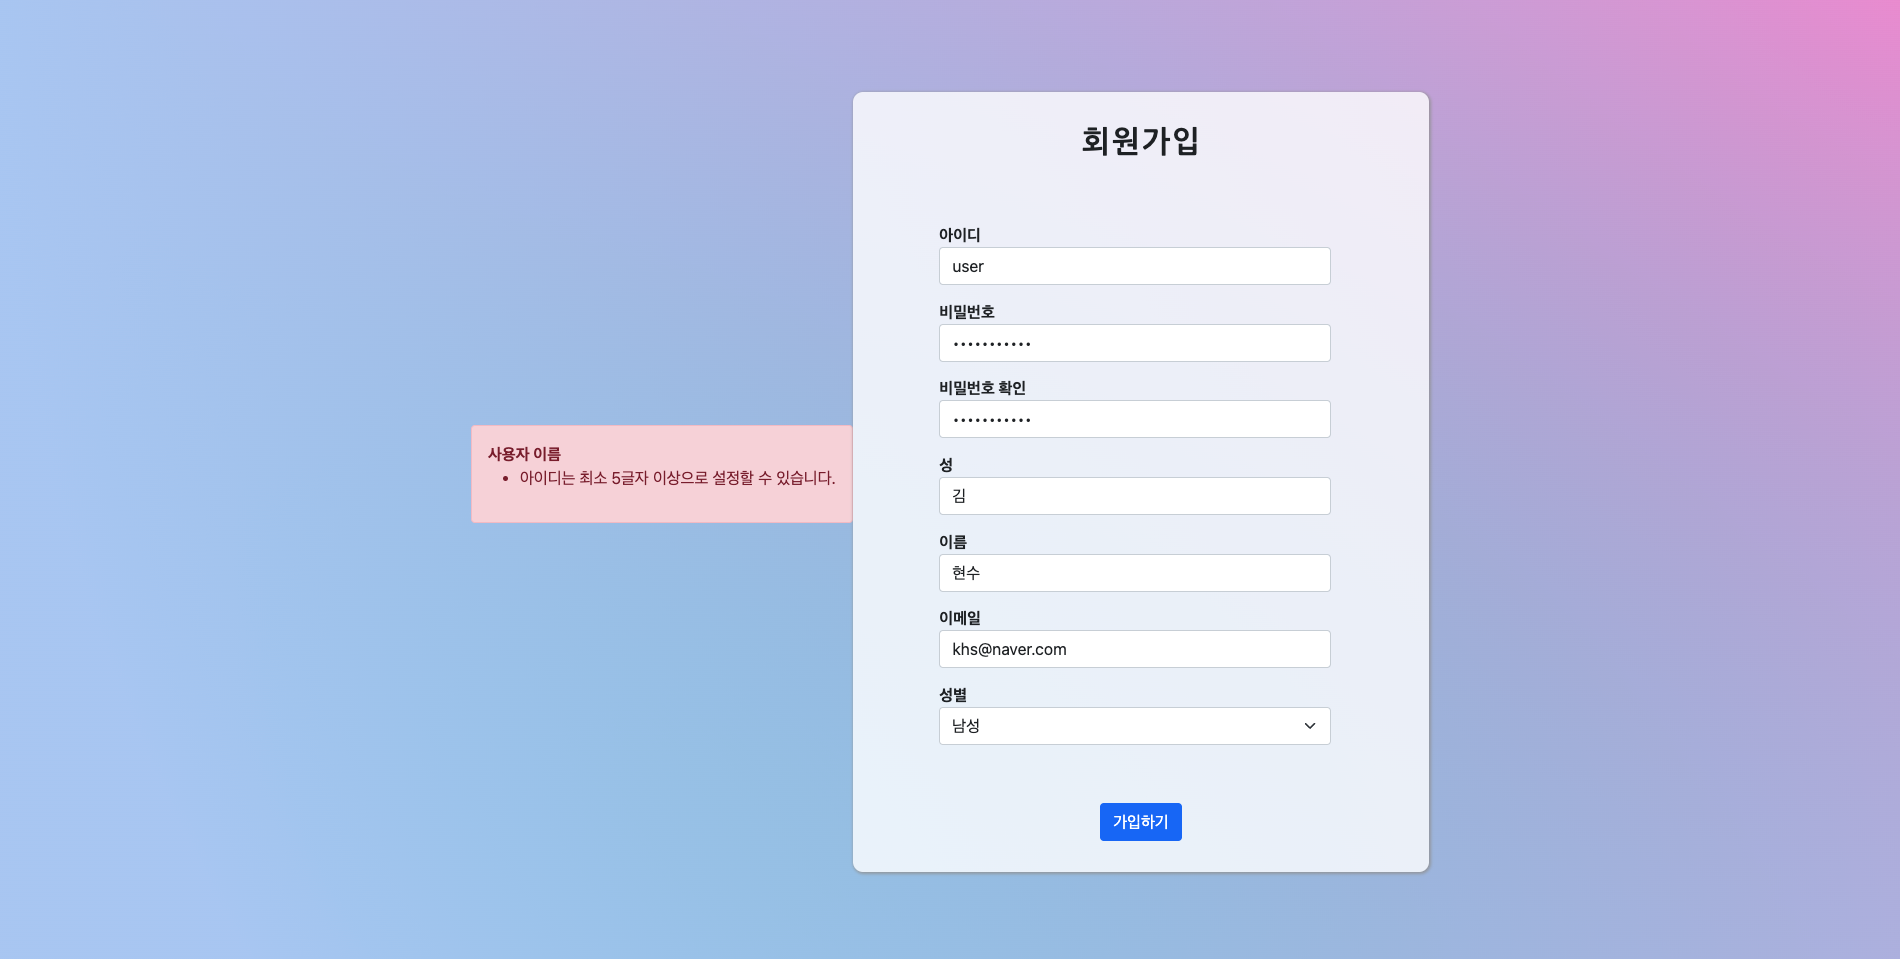 회원가입
아이디
user
비밀번호
•••••••••••
비밀번호 확인
•••••••••••
사용자 이름
• 아이디는 최소 5글자 이상으로 설정할 수 있습니다.
성
김
이름
현수
이메일
khs@naver.com
성별
남성
가입하기